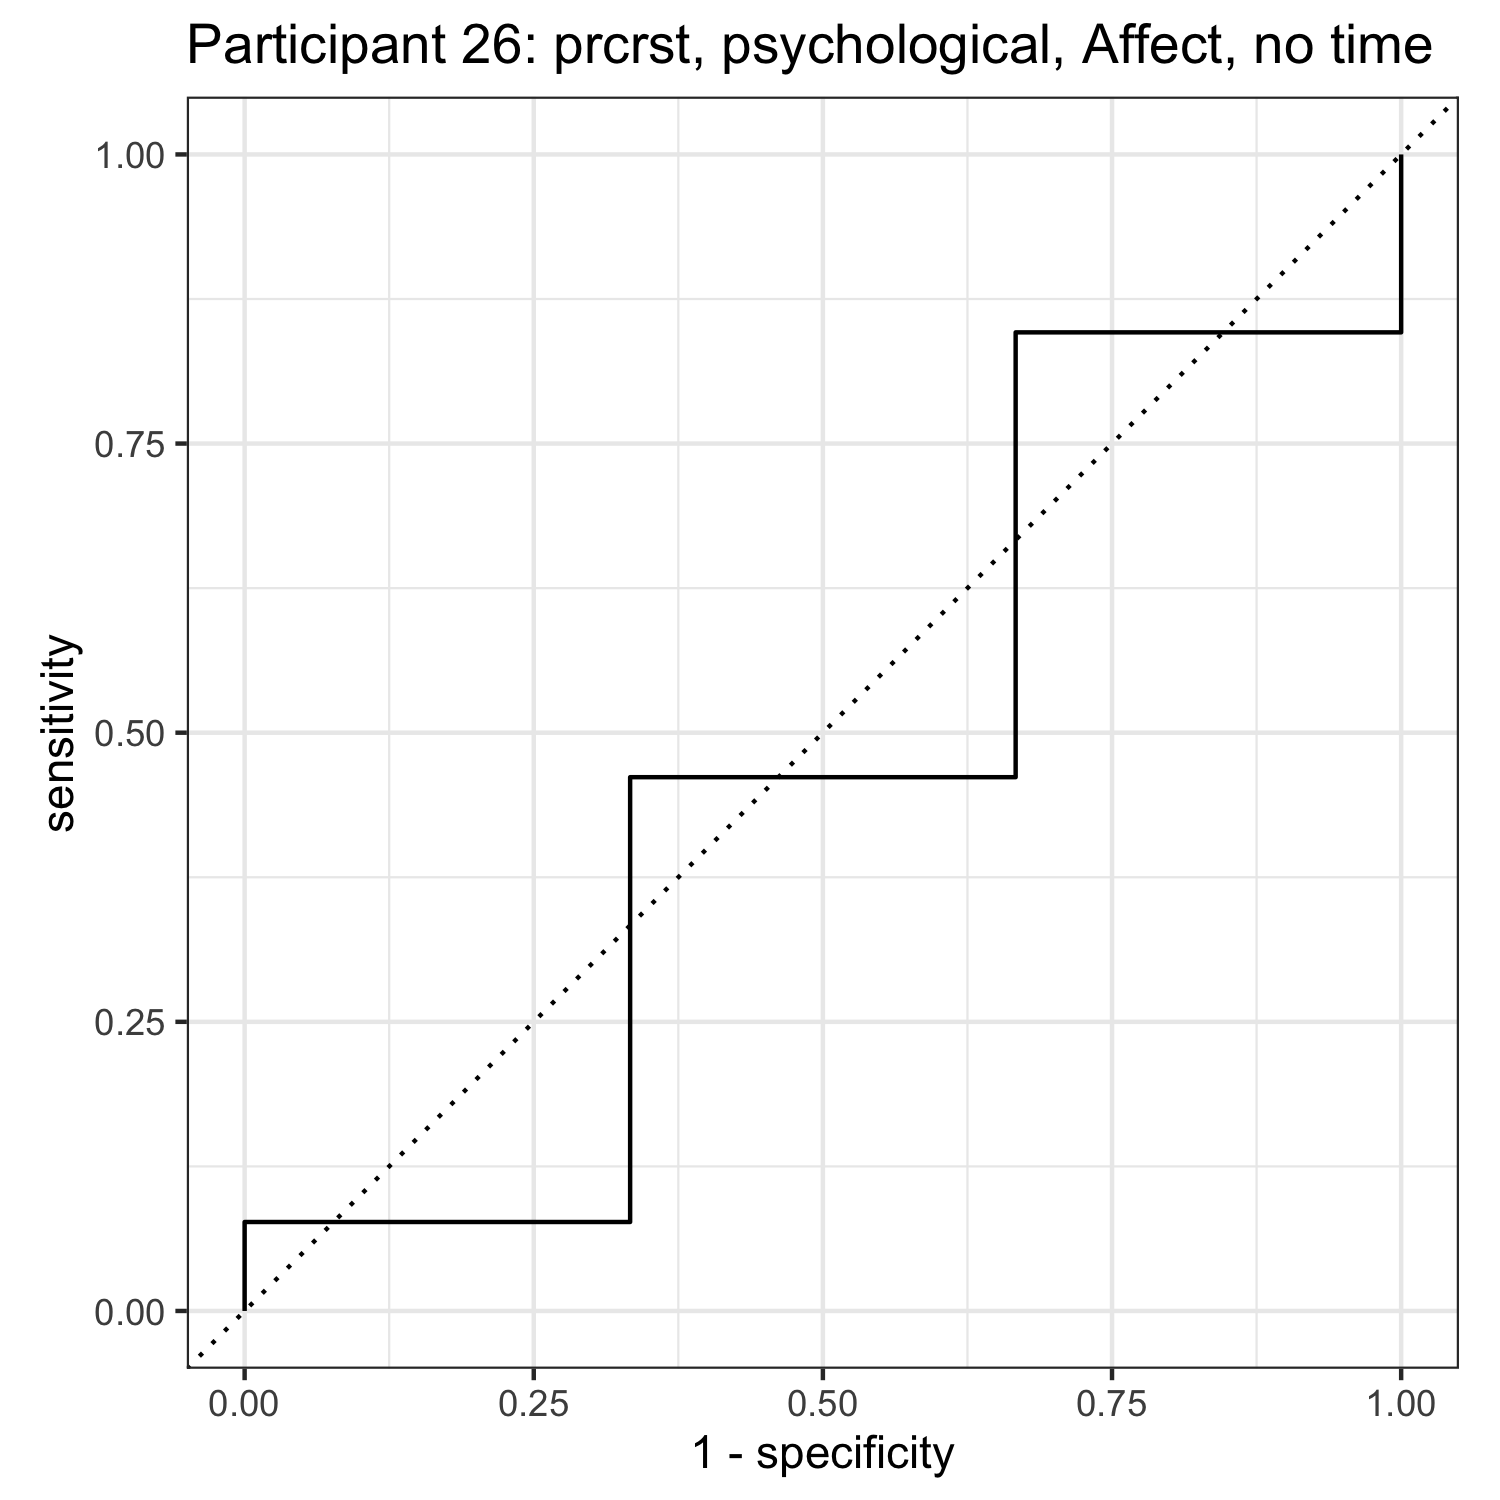 Participant 26: prcrst, psychological, Affect, no time
1.00
0.75
0.50
0.25
0.00
sensitivity
0.00 0.25 0.50 0.75 1.00
1 - specificity